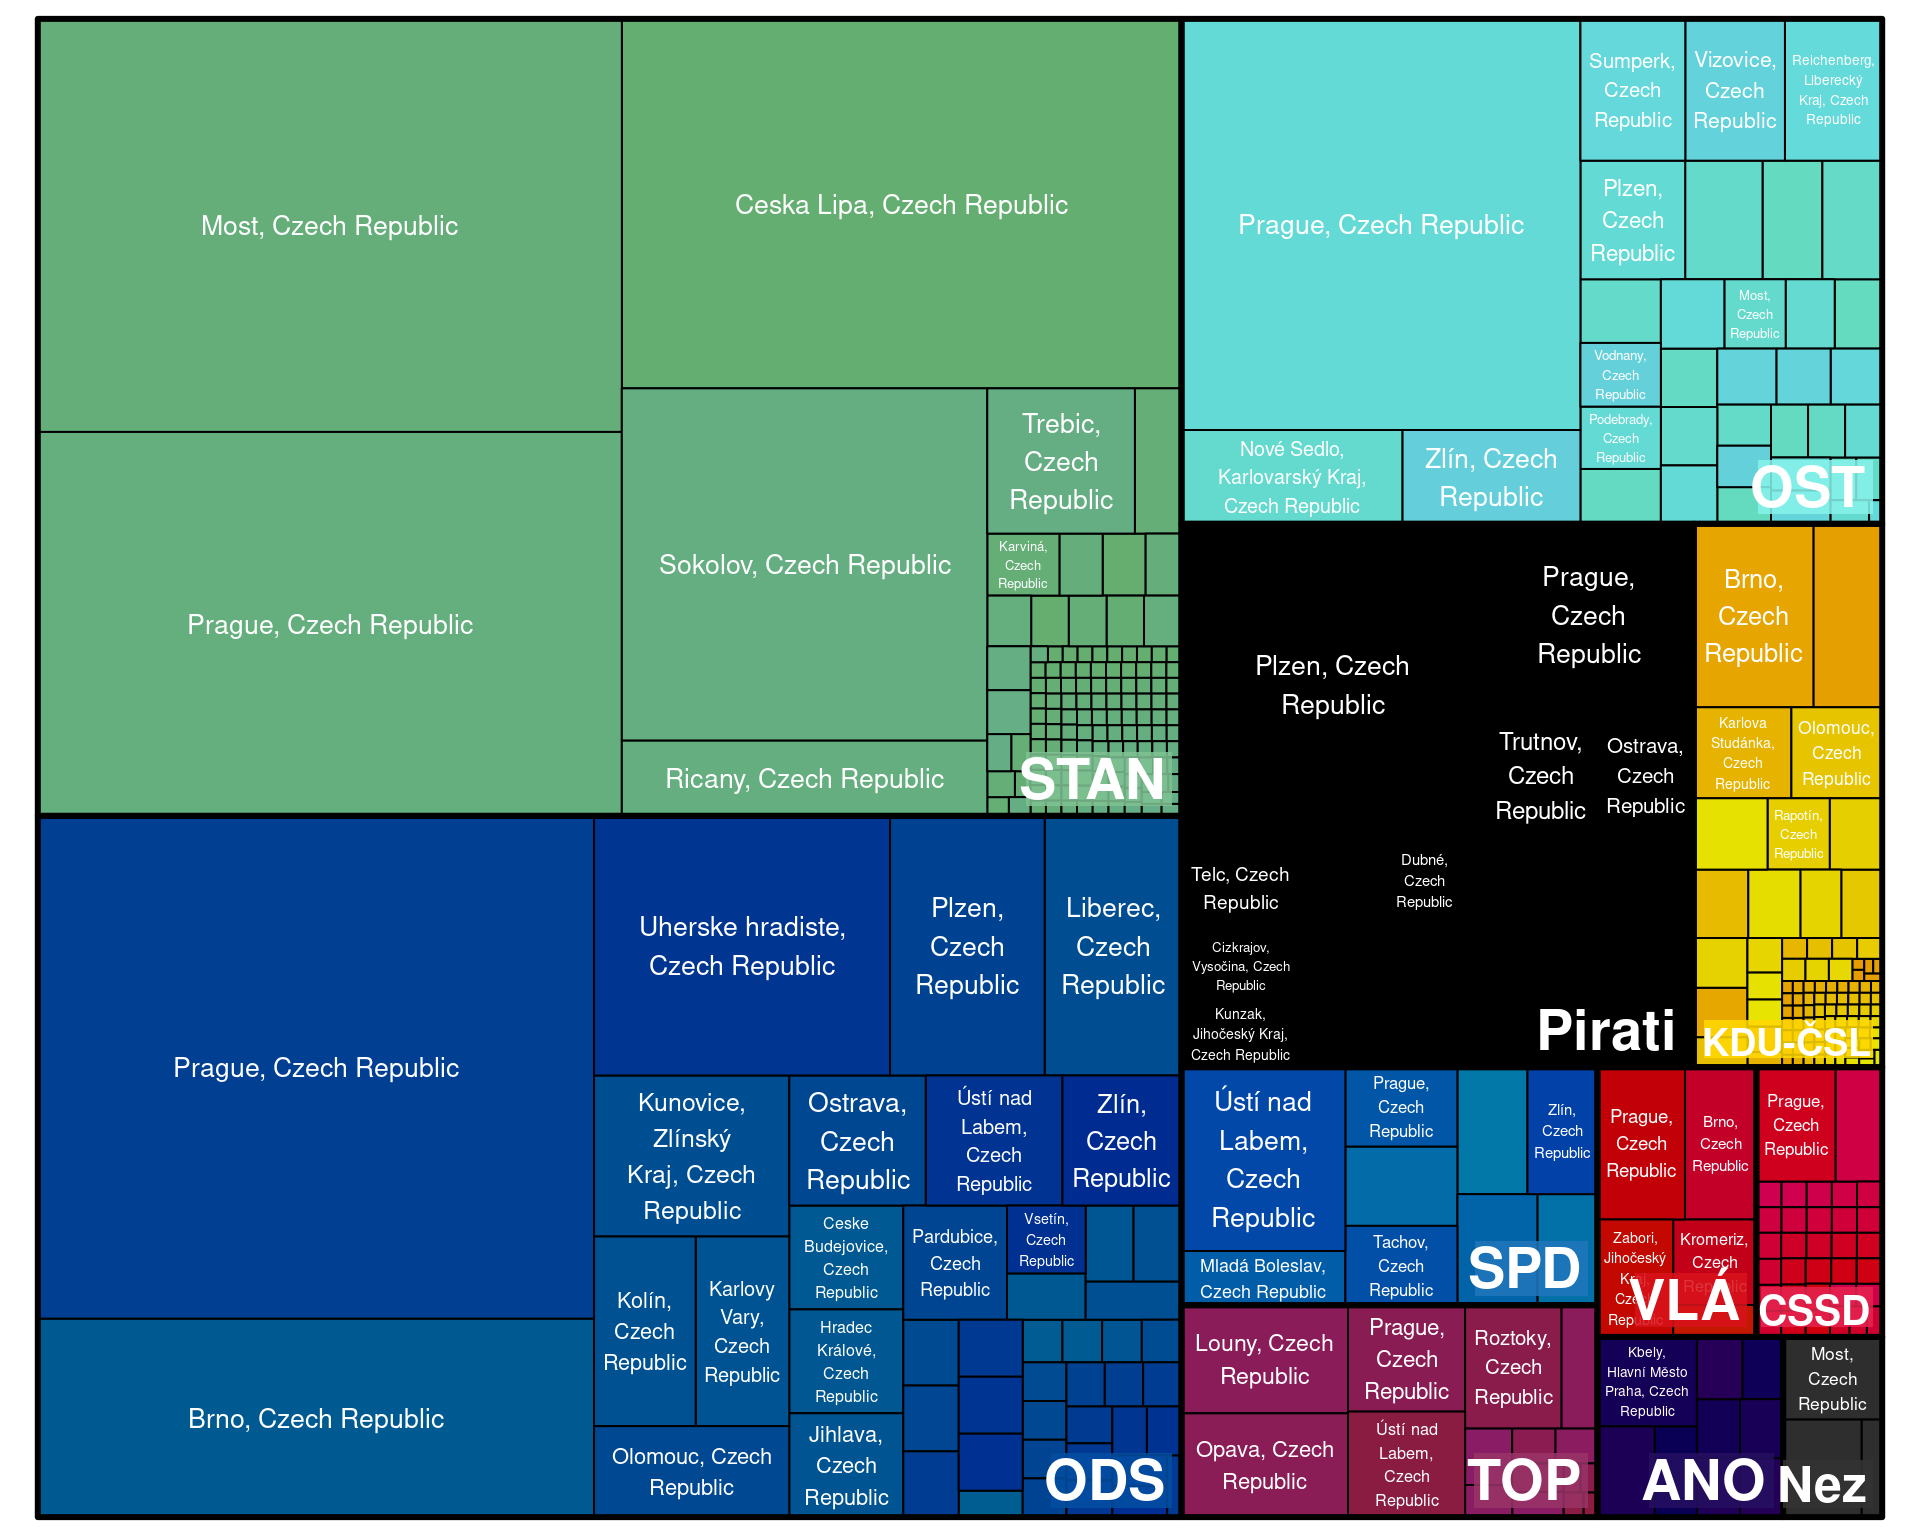 Most, Czech Republic
Ceska Lipa, Czech Republic
Prague, Czech Republic
Sokolov, Czech Republic
Trebic,
Czech
Republic
Karviná,
Czech
Republic
Ricany, Czech Republic
STAN
Prague, Czech Republic
Sumperk,
Czech
Republic
Vizovice,
Czech
Republic
Reichenberg,
Liberecký
Kraj, Czech
Republic
Plzen,
Czech
Republic
Most,
Czech
Republic
Vodnany,
Czech
Republic
Podebrady,
Czech
Republic
Nové Sedlo,
Karlovarský Kraj,
Czech Republic
Zlín, Czech
Republic
OST
Plzen, Czech
Republic
Prague,
Czech
Republic
Trutnov,
Czech
Republic
Ostrava,
Czech
Republic
Telc, Czech
Republic
Dubné,
Czech
Republic
Cizkrajov,
Vysočina, Czech
Republic
Kunzak,
Jihočeský Kraj,
Czech Republic
Pirati
Brno,
Czech
Republic
Karlova
Studánka,
Czech
Republic
Olomouc,
Czech
Republic
Rapotín,
Czech
Republic
KDU-ČSL
Prague, Czech Republic
Brno, Czech Republic
Uherske hradiste,
Czech Republic
Plzen,
Czech
Republic
Liberec,
Czech
Republic
Kunovice,
Zlínský
Kraj, Czech
Republic
Ostrava,
Czech
Republic
Ústí nad
Labem,
Czech
Republic
Zlín,
Czech
Republic
Kolín,
Czech
Republic
Karlovy
Vary,
Czech
Republic
Olomouc, Czech
Republic
Ceske
Budejovice,
Czech
Republic
Hradec
Králové,
Czech
Republic
Jihlava,
Czech
Republic
Pardubice,
Czech
Republic
Vsetín,
Czech
Republic
ODS
Ústí nad
Labem,
Czech
Republic
Mladá Boleslav,
Czech Republic
Prague,
Czech
Republic
Tachov,
Czech
Republic
Zlín,
Czech
Republic
SPD
Prague,
Czech
Republic
Brno,
Czech
Republic
Zabori,
Jihočeský
Kraj,
Czech
Republic
Kromeriz,
Czech
Republic
VLÁ
Prague,
Czech
Republic
CSSD
Louny, Czech
Republic
Opava, Czech
Republic
Prague,
Czech
Republic
Ústí nad
Labem,
Czech
Republic
Roztoky,
Czech
Republic
TOP
Kbely,
Hlavní Město
Praha, Czech
Republic
ANO
Most,
Czech
Republic
Nez